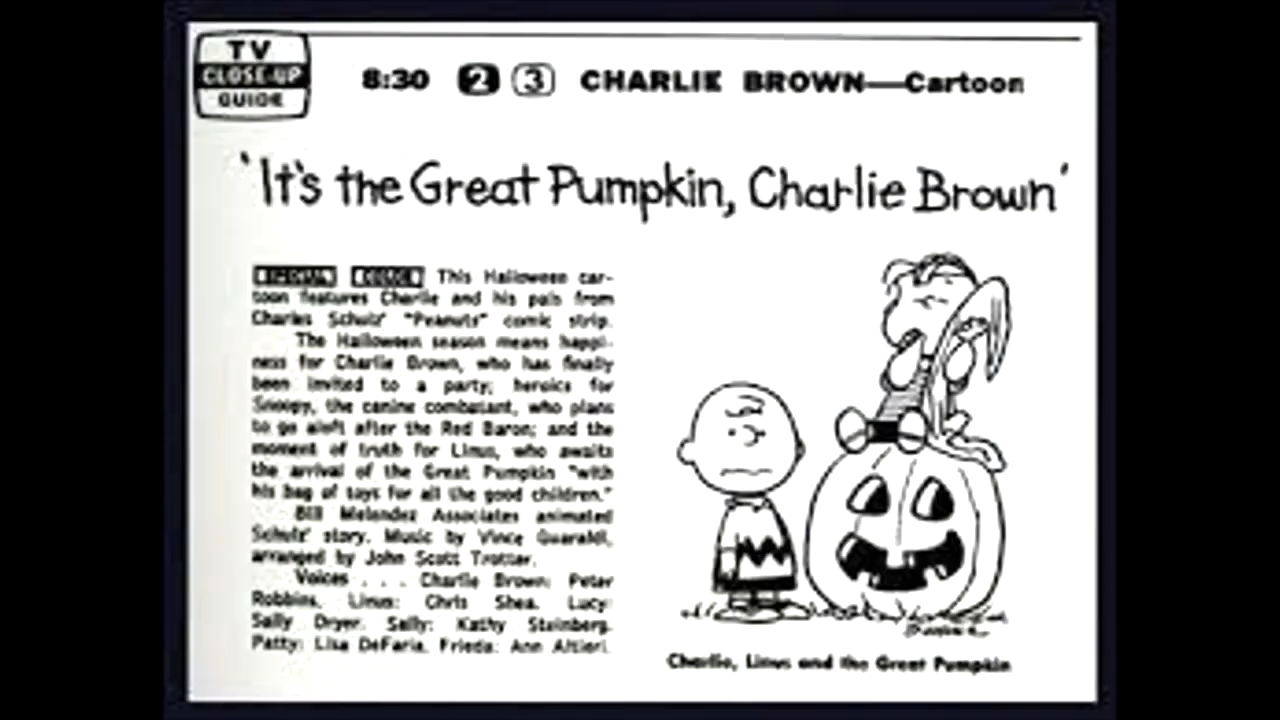 TV
CLOSE-UP
GUIDE
8:30 2 3 CHARLIE BROWN—Cartoon
'It's the Great Pumpkin, Charlie Brown'
This Halloween car-
toon features Charlie and his pals from
Charles Schulz' "Peanuts" comic strip.
The Halloween season means happi-
ness for Charlie Brown, who has finally
been invited to a party; heroics for
Snoopy, the canine combatant, who plans
to go aloft after the Red Baron; and the
moment of truth for Linus, who awaits
the arrival of the Great Pumpkin "with
his bag of toys for all the good children."
Bill Melendez Associates animated
Schulz' story. Music by Vince Guaraldi,
arranged by John Scott Trotter.
Voices . . . Charlie Brown: Peter
Robbins. Linus: Chris Shea. Lucy:
Sally Dryer. Sally: Kathy Steinberg.
Patty: Lisa DeFaria. Frieda: Ann Altieri.
Charlie, Linus and the Great Pumpkin